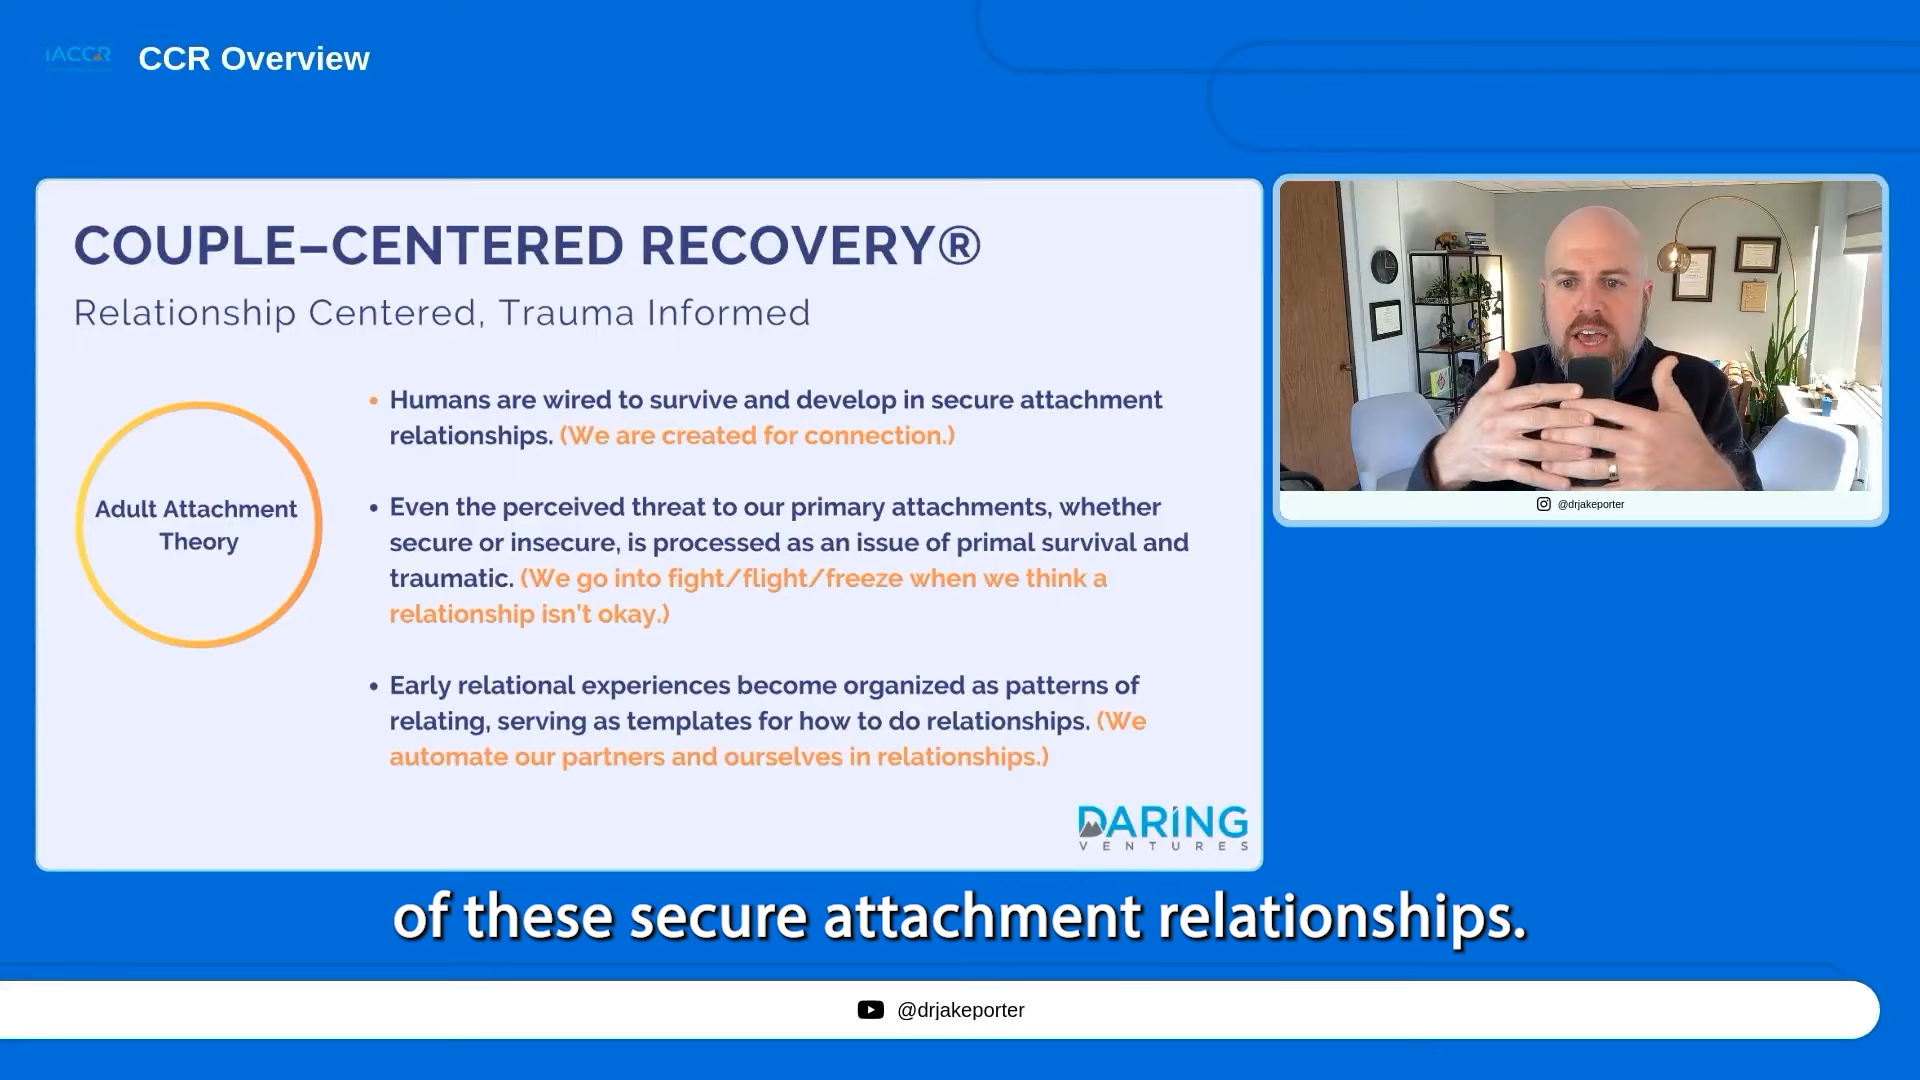 IACCR
CCR Overview
COUPLE–CENTERED RECOVERY®
Relationship Centered, Trauma Informed
Adult Attachment
Theory
• Humans are wired to survive and develop in secure attachment
relationships. (We are created for connection.)
• Even the perceived threat to our primary attachments, whether
secure or insecure, is processed as an issue of primal survival and
traumatic. (We go into fight/flight/freeze when we think a
relationship isn't okay.)
• Early relational experiences become organized as patterns of
relating, serving as templates for how to do relationships. (We
automate our partners and ourselves in relationships.)
DARING
VENTURES
@drjakeporter
of these secure attachment relationships.
@drjakeporter